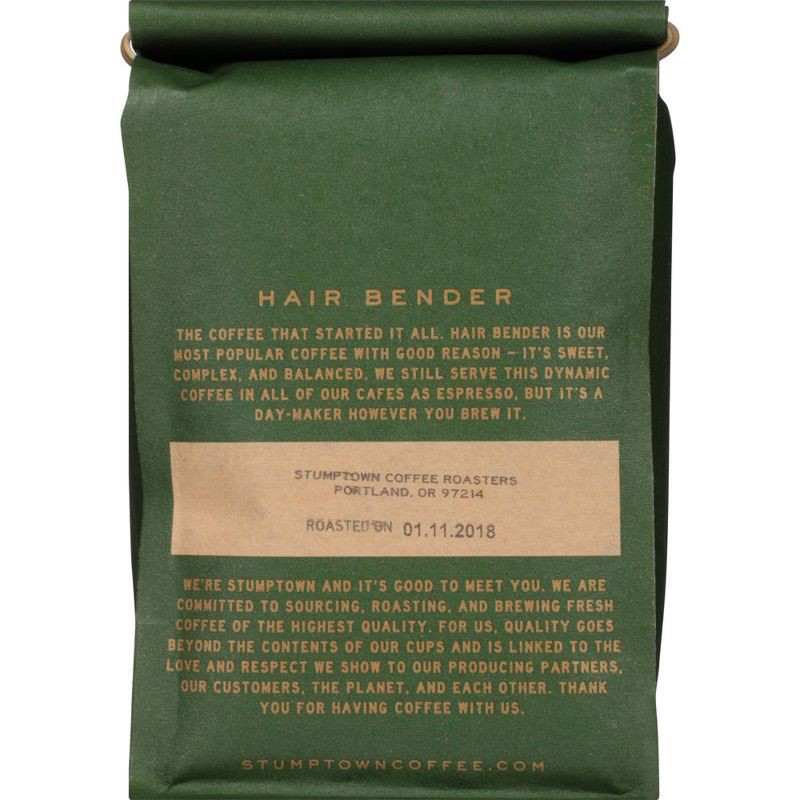 HAIR BENDER
THE COFFEE THAT STARTED IT ALL. HAIR BENDER IS OUR
MOST POPULAR COFFEE WITH GOOD REASON – IT'S SWEET,
COMPLEX, AND BALANCED. WE STILL SERVE THIS DYNAMIC
COFFEE IN ALL OF OUR CAFES AS ESPRESSO, BUT IT'S A
DAY-MAKER HOWEVER YOU BREW IT.
STUMPTOWN COFFEE ROASTERS
PORTLAND, OR 97214
ROASTED ON 01.11.2018
WE'RE STUMPTOWN AND IT'S GOOD TO MEET YOU. WE ARE
COMMITTED TO SOURCING, ROASTING, AND BREWING FRESH
COFFEE OF THE HIGHEST QUALITY. FOR US, QUALITY GOES
BEYOND THE CONTENTS OF OUR CUPS AND IS LINKED TO THE
LOVE AND RESPECT WE SHOW TO OUR PRODUCING PARTNERS,
OUR CUSTOMERS, THE PLANET, AND EACH OTHER. THANK
YOU FOR HAVING COFFEE WITH US.
STUMPTOWNCOFFEE.COM